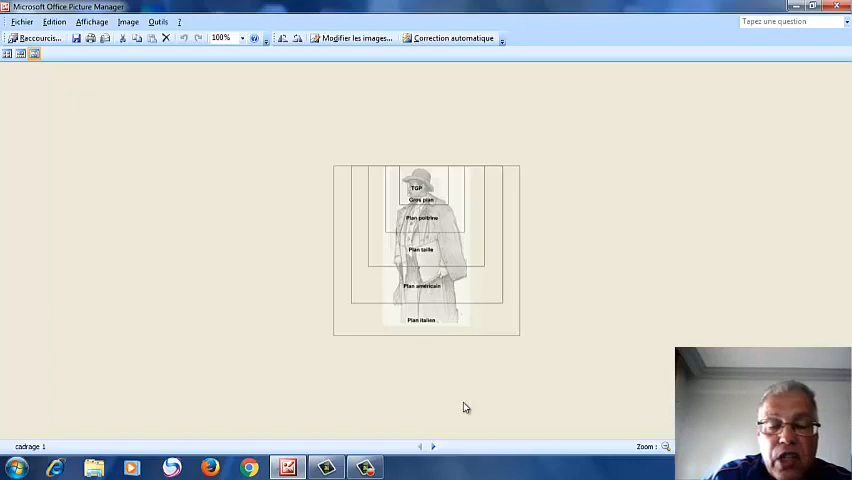 Microsoft Office Picture Manager
Fichier Edition Affichage Image Outils ?
Tapez une question
Raccourcis... 100% Modifier les images... Correction automatique
TGP
Gros plan
Plan poitrine
Plan taille
Plan américain
Plan italien
cadrage 1
Zoom :